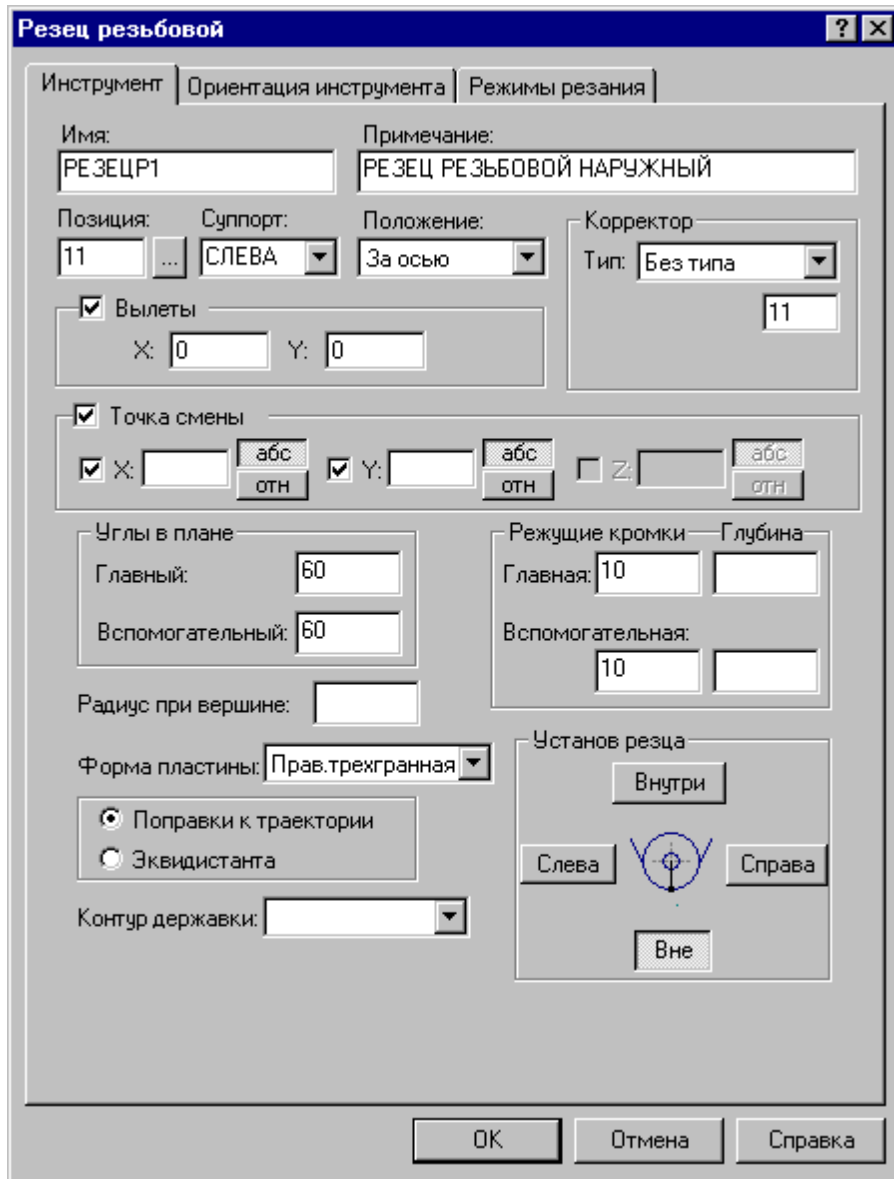 Резец резьбовой
Инструмент Ориентация инструмента Режимы резания
Имя: Примечание:
РЕЗЕЦР1 РЕЗЕЦ РЕЗЬБОВОЙ НАРУЖНЫЙ
Позиция: Суппорт: Положение: Корректор
11 ... СЛЕВА За осью Тип: Без типа
Вылеты 11
X: 0 Y: 0
Точка смены
X: абс Y: абс Z: абс
отн отн отн
Углы в плане Режущие кромки Глубина
Главный: 60 Главная: 10
Вспомогательный: 60 Вспомогательная:
10
Радиус при вершине:
Установ резца
Форма пластины: Прав.трехгранная
Внутри
Поправки к траектории
Эквидистанта Слева Справа
Контур державки:
Вне
OK Отмена Справка